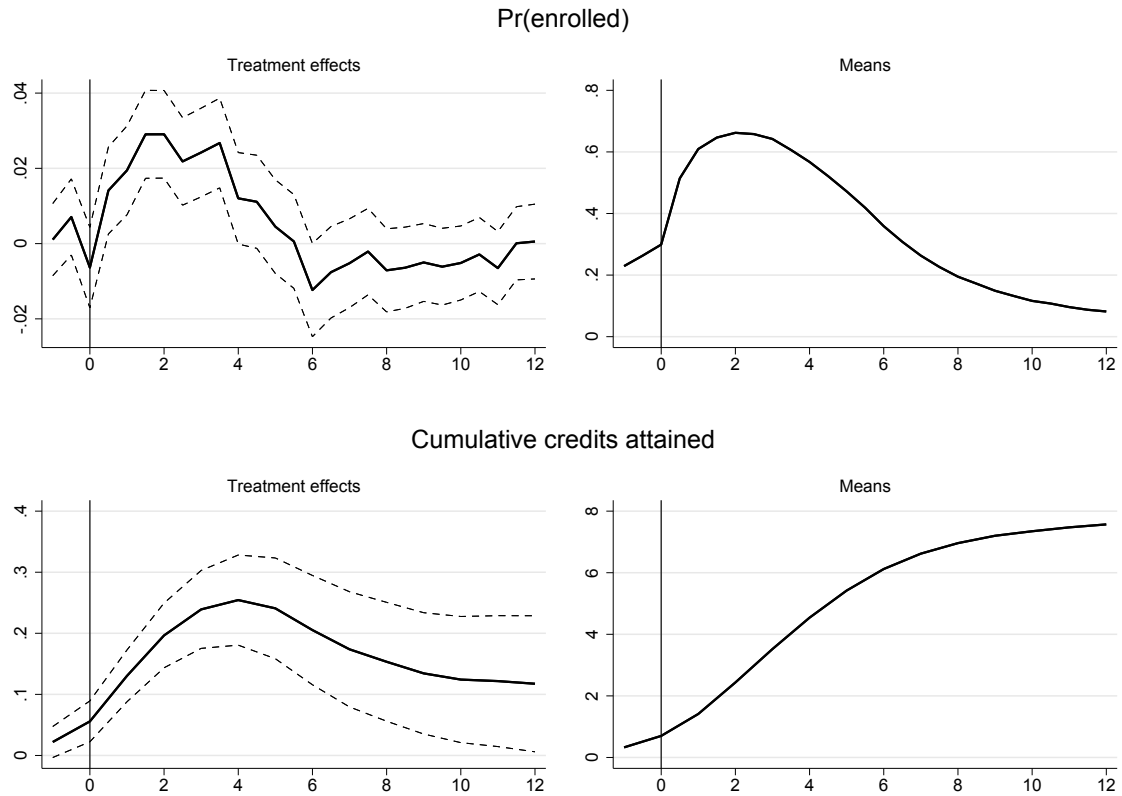 Pr(enrolled)
Treatment effects
Means
.04
.02
0
-.02
0 2 4 6 8 10 12
.8
.6
.4
.2
0
0 2 4 6 8 10 12
Cumulative credits attained
Treatment effects
Means
.4
.3
.2
.1
0
0 2 4 6 8 10 12
8
6
4
2
0
0 2 4 6 8 10 12